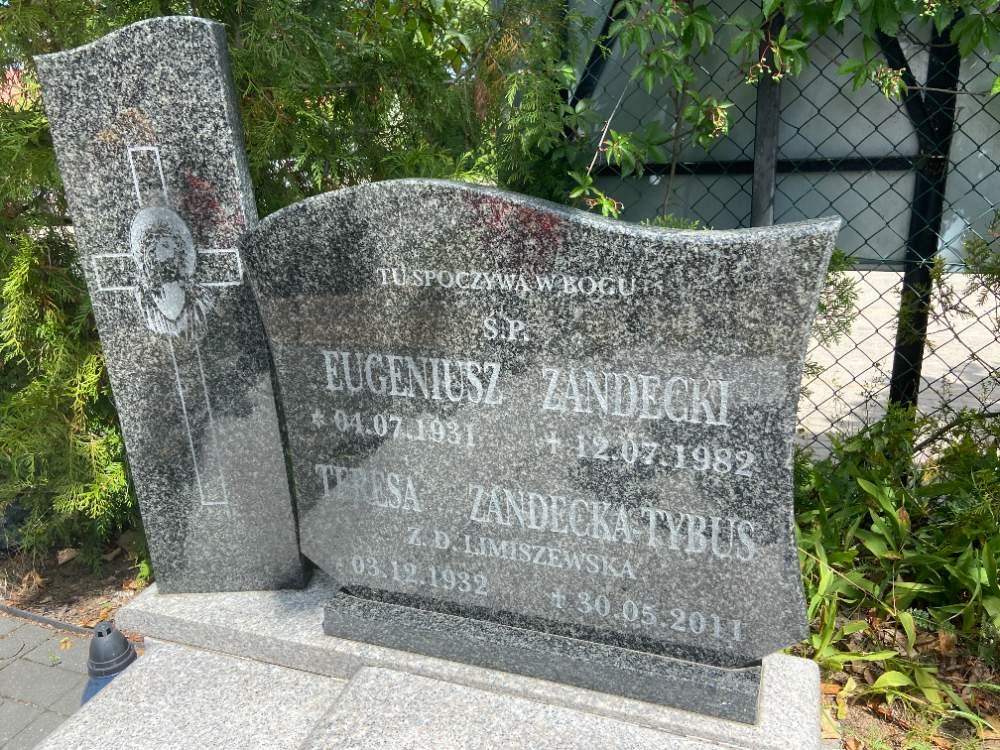 TU SPOCZYWA W BOGU
Ś.P.
EUGENIUSZ ZANDECKI
* 04.07.1931 + 12.07.1982
TERESA ZANDECKA-TYBUS
Z. D. LIMISZEWSKA
03.12.1932 + 30.05.2011